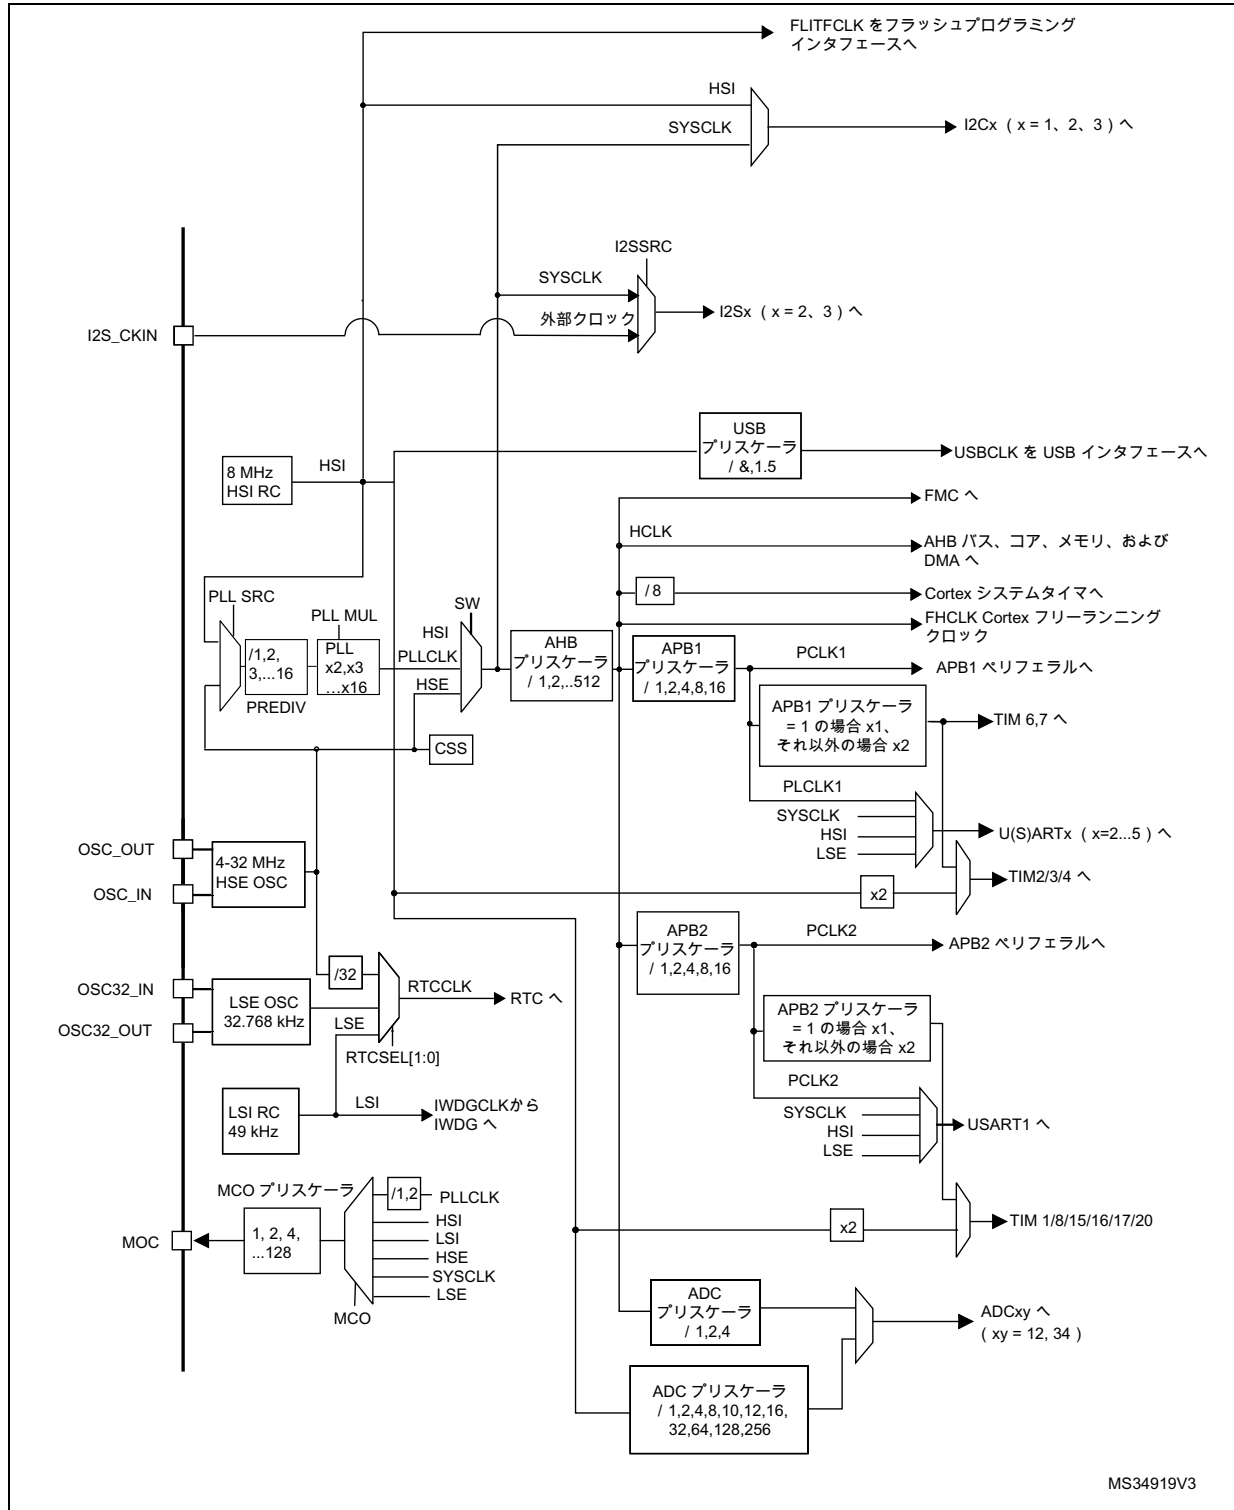 FLITFCLK をフラッシュプログラミング
インタフェースへ
HSI
SYSCLK
I2Cx ( x = 1、2、3 ) へ
I2SSRC
SYSCLK
外部クロック
I2Sx ( x = 2、3 ) へ
I2S_CKIN
USB
プリスケーラ
/ &,1.5
USBCLK を USB インタフェースへ
8 MHz
HSI RC
HSI
FMC へ
HCLK
AHB バス、コア、メモリ、および
DMA へ
/ 8
Cortex システムタイマへ
FHCLK Cortex フリーランニング
クロック
PLL SRC
PLL MUL
SW
/1,2,
3,...16
PREDIV
PLL
x2,x3
...x16
HSI
PLLCLK
HSE
AHB
プリスケーラ
/ 1,2,..512
APB1
プリスケーラ
/ 1,2,4,8,16
PCLK1
APB1 ペリフェラルへ
APB1 プリスケーラ
= 1 の場合 x1、
それ以外の場合 x2
TIM 6,7 へ
CSS
PLCLK1
SYSCLK
HSI
LSE
U(S)ARTx ( x=2...5 ) へ
OSC_OUT
OSC_IN
4-32 MHz
HSE OSC
x2
TIM2/3/4 へ
APB2
プリスケーラ
/ 1,2,4,8,16
PCLK2
APB2 ペリフェラルへ
/32
OSC32_IN
OSC32_OUT
LSE OSC
32.768 kHz
LSE
RTCCLK
RTC へ
RTCSEL[1:0]
APB2 プリスケーラ
= 1 の場合 x1、
それ以外の場合 x2
PCLK2
SYSCLK
HSI
LSE
USART1 へ
LSI RC
49 kHz
LSI
IWDGCLKから
IWDG へ
MCO プリスケーラ
/1,2
PLLCLK
HSI
LSI
HSE
SYSCLK
LSE
MOC
1, 2, 4,
...128
MCO
x2
TIM 1/8/15/16/17/20
ADC
プリスケーラ
/ 1,2,4
ADCxy へ
( xy = 12, 34 )
ADC プリスケーラ
/ 1,2,4,8,10,12,16,
32,64,128,256
MS34919V3